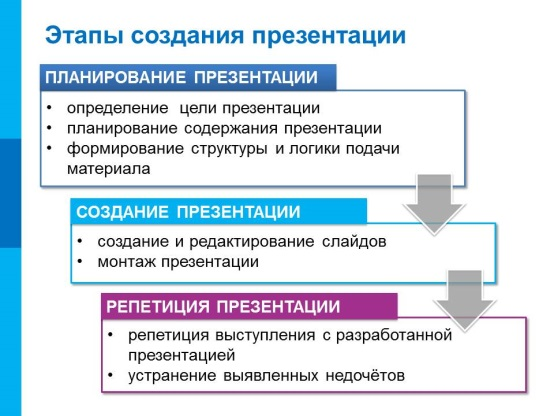 Этапы создания презентации
ПЛАНИРОВАНИЕ ПРЕЗЕНТАЦИИ
• определение цели презентации
• планирование содержания презентации
• формирование структуры и логики подачи
материала
СОЗДАНИЕ ПРЕЗЕНТАЦИИ
• создание и редактирование слайдов
• монтаж презентации
РЕПЕТИЦИЯ ПРЕЗЕНТАЦИИ
• репетиция выступления с разработанной
презентацией
• устранение выявленных недочётов